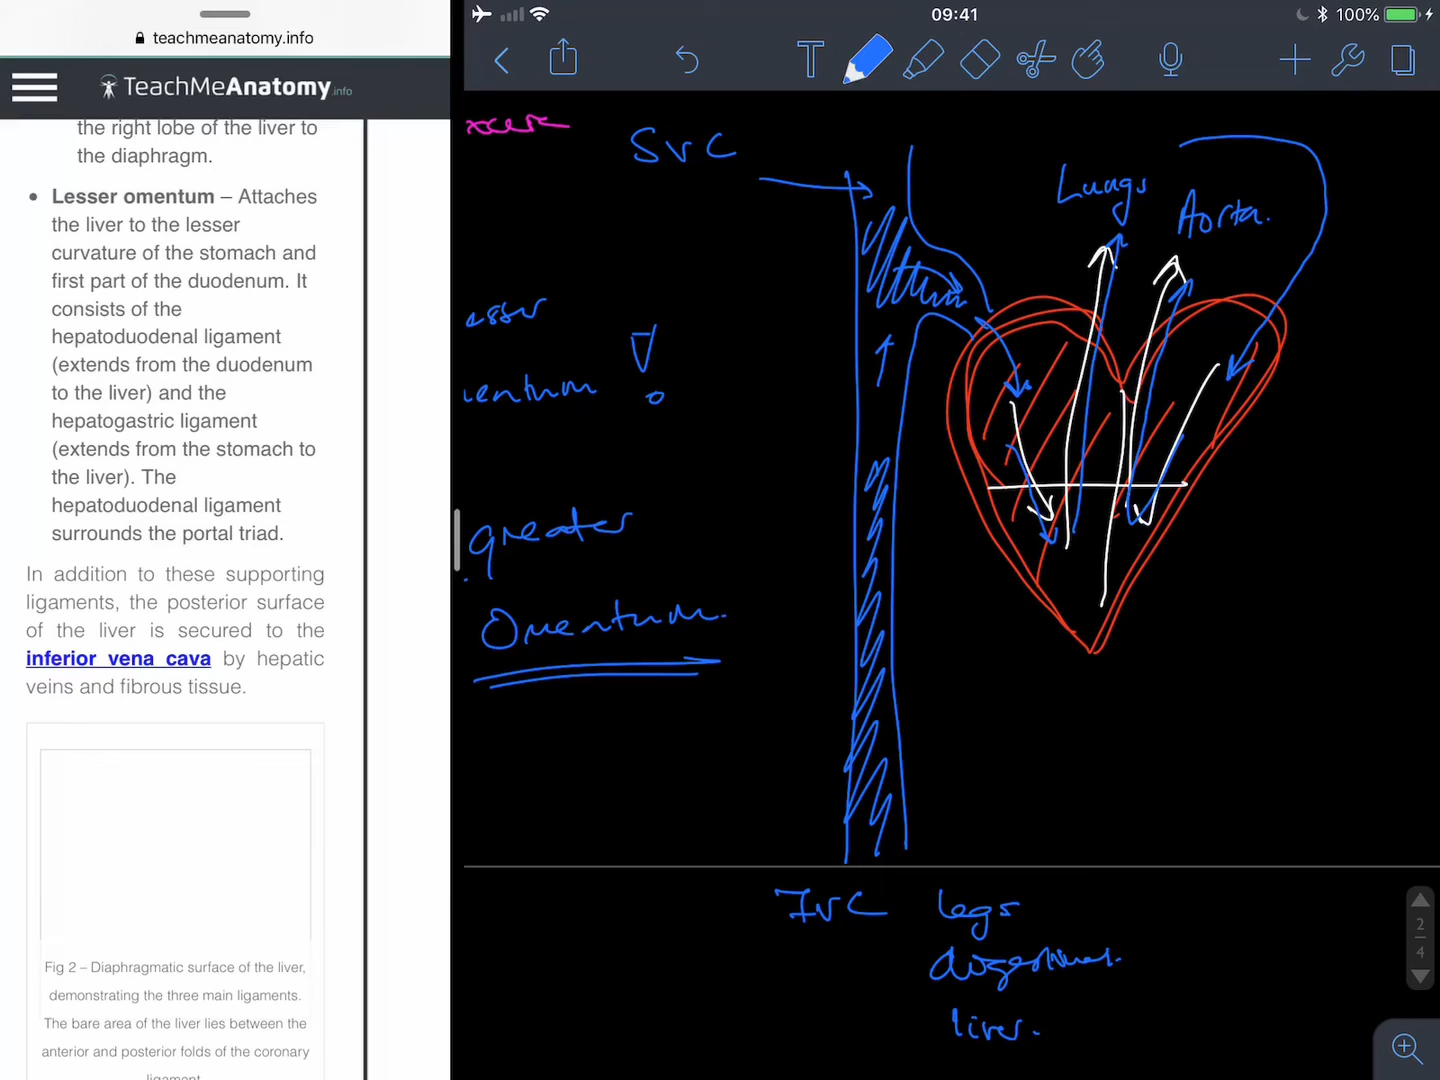 teachmeanatomy.info
TeachMeAnatomy.info
the right lobe of the liver to
the diaphragm.
• Lesser omentum – Attaches
the liver to the lesser
curvature of the stomach and
first part of the duodenum. It
consists of the
hepatoduodenal ligament
(extends from the duodenum
to the liver) and the
hepatogastric ligament
(extends from the stomach to
the liver). The
hepatoduodenal ligament
surrounds the portal triad.
In addition to these supporting
ligaments, the posterior surface
of the liver is secured to the
inferior vena cava by hepatic
veins and fibrous tissue.
Fig 2 – Diaphragmatic surface of the liver,
demonstrating the three main ligaments.
The bare area of the liver lies between the
anterior and posterior folds of the coronary
ligament
09:41
100%
T
SVC
Lungs
Aorta.
esser
mentum
!
greater
Omentum.
IVC legs
liver.
2
4